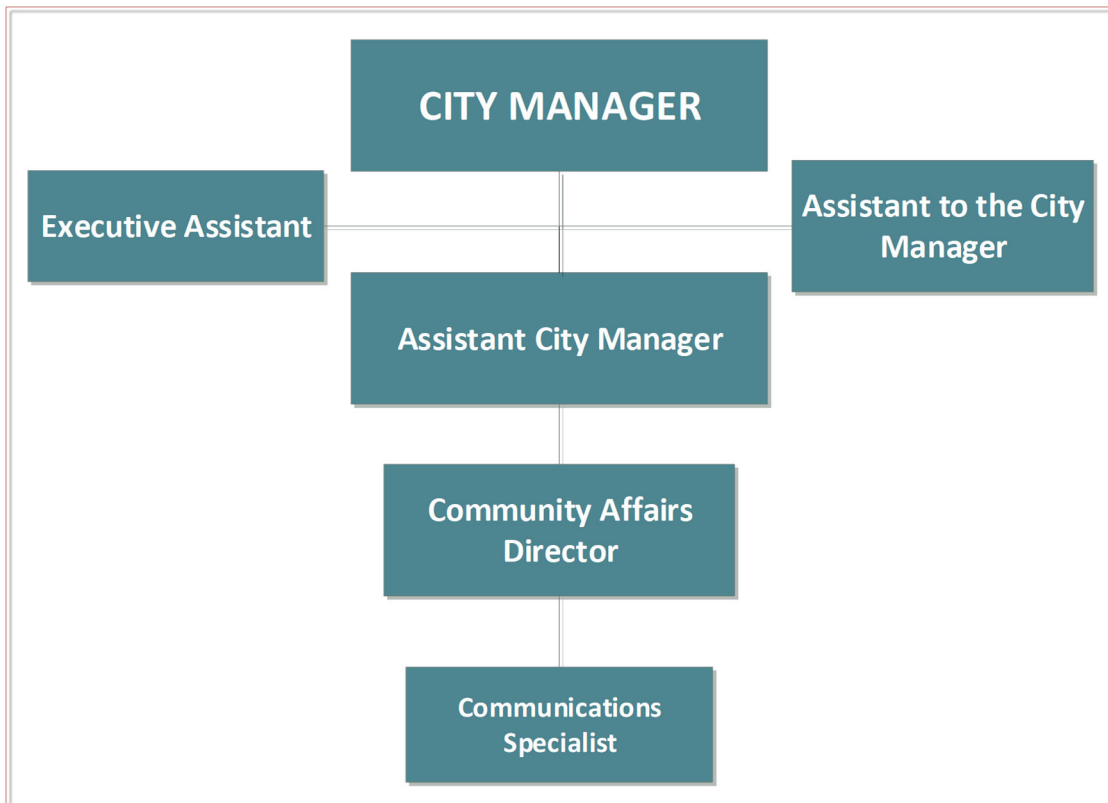 CITY MANAGER
Executive Assistant
Assistant to the City
Manager
Assistant City Manager
Community Affairs
Director
Communications
Specialist